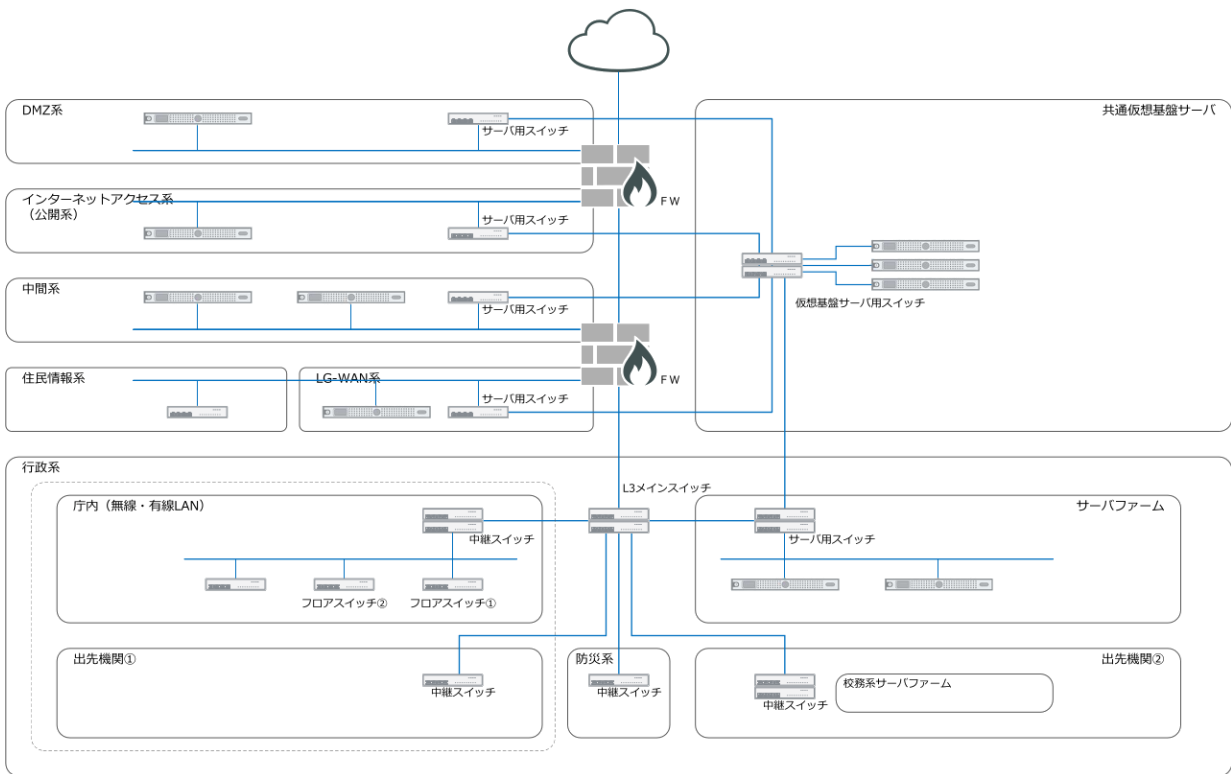 DMZ系
共通仮想基盤サーバ
サーバ用スイッチ
インターネットアクセス系
（公開系）
FW
サーバ用スイッチ
中間系
仮想基盤サーバ用スイッチ
サーバ用スイッチ
住民情報系
LG-WAN系
FW
サーバ用スイッチ
行政系
L3メインスイッチ
庁内（無線・有線LAN）
サーバファーム
中継スイッチ
サーバ用スイッチ
フロアスイッチ②
フロアスイッチ①
出先機関①
防災系
出先機関②
中継スイッチ
中継スイッチ
校務系サーバファーム
中継スイッチ